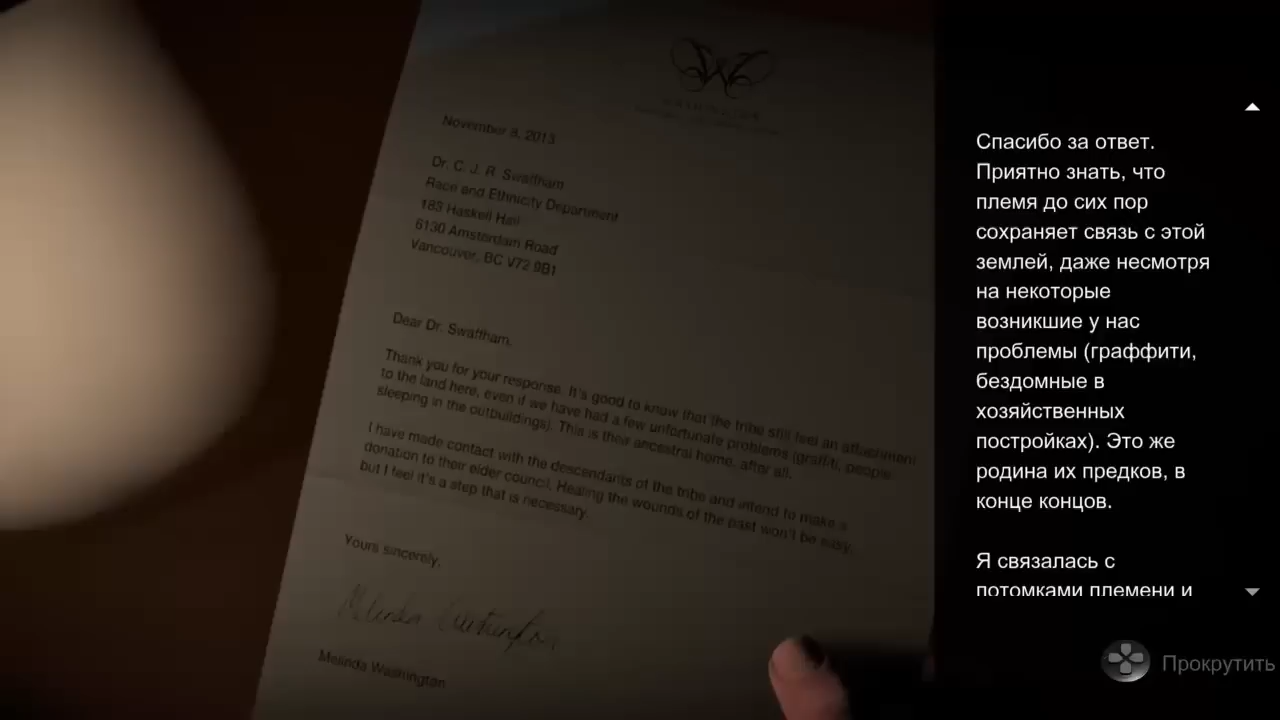 November 8, 2013
Dr. C. J. R. Swaffham
Race and Ethnicity Department
183 Haskell Hall
6130 Amsterdam Road
Vancouver, BC V72 9B1
Dear Dr. Swaffham,
Thank you for your response. It's good to know that the tribe still feel an attachment
to the land here, even if we have had a few unfortunate problems (graffiti, people
sleeping in the outbuildings). This is their ancestral home, after all.
I have made contact with the descendants of the tribe and intend to make a
donation to their elder council. Healing the wounds of the past won't be easy,
but I feel it's a step that is necessary.
Yours sincerely,
Melinda Washington
Melinda Washington
Спасибо за ответ.
Приятно знать, что
племя до сих пор
сохраняет связь с этой
землей, даже несмотря
на некоторые
возникшие у нас
проблемы (граффити,
бездомные в
хозяйственных
постройках). Это же
родина их предков, в
конце концов.
Я связалась с
потомками племени и
Прокрутить